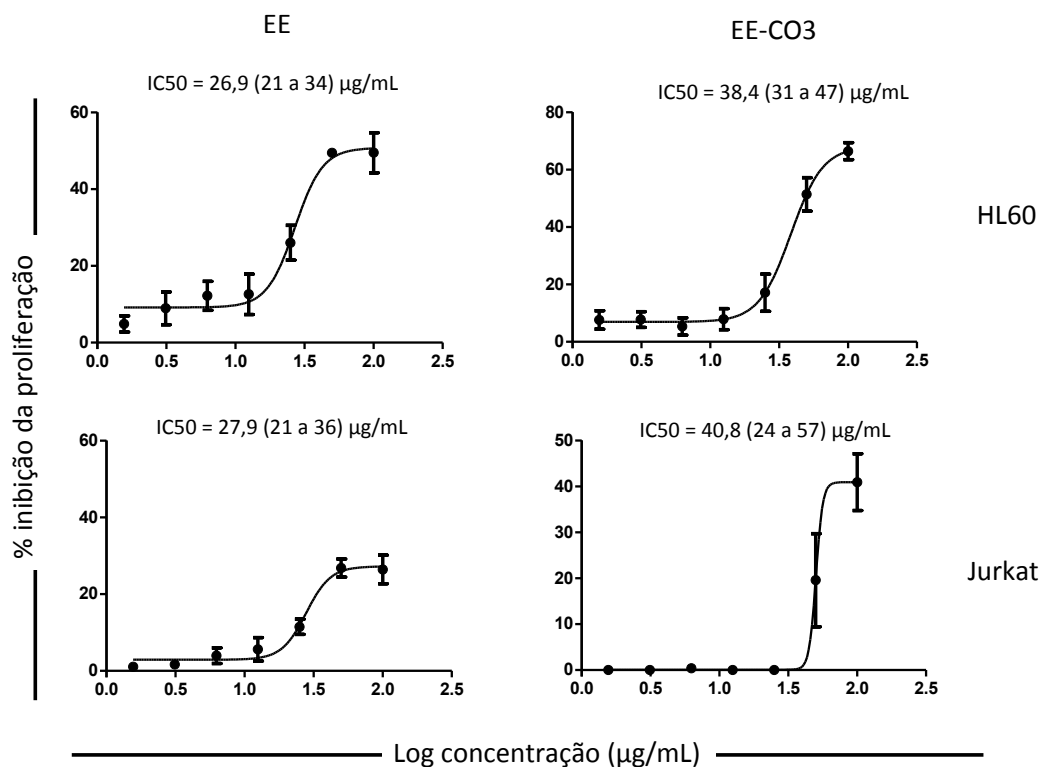 EE
EE-CO3
IC50 = 26,9 (21 a 34) µg/mL
60
40
20
0
0.0 0.5 1.0 1.5 2.0 2.5
IC50 = 38,4 (31 a 47) µg/mL
80
60
40
20
0
0.0 0.5 1.0 1.5 2.0 2.5
HL60
% inibição da proliferação
IC50 = 27,9 (21 a 36) µg/mL
60
40
20
0
0.0 0.5 1.0 1.5 2.0 2.5
IC50 = 40,8 (24 a 57) µg/mL
50
40
30
20
10
0
0.0 0.5 1.0 1.5 2.0 2.5
Jurkat
Log concentração (µg/mL)